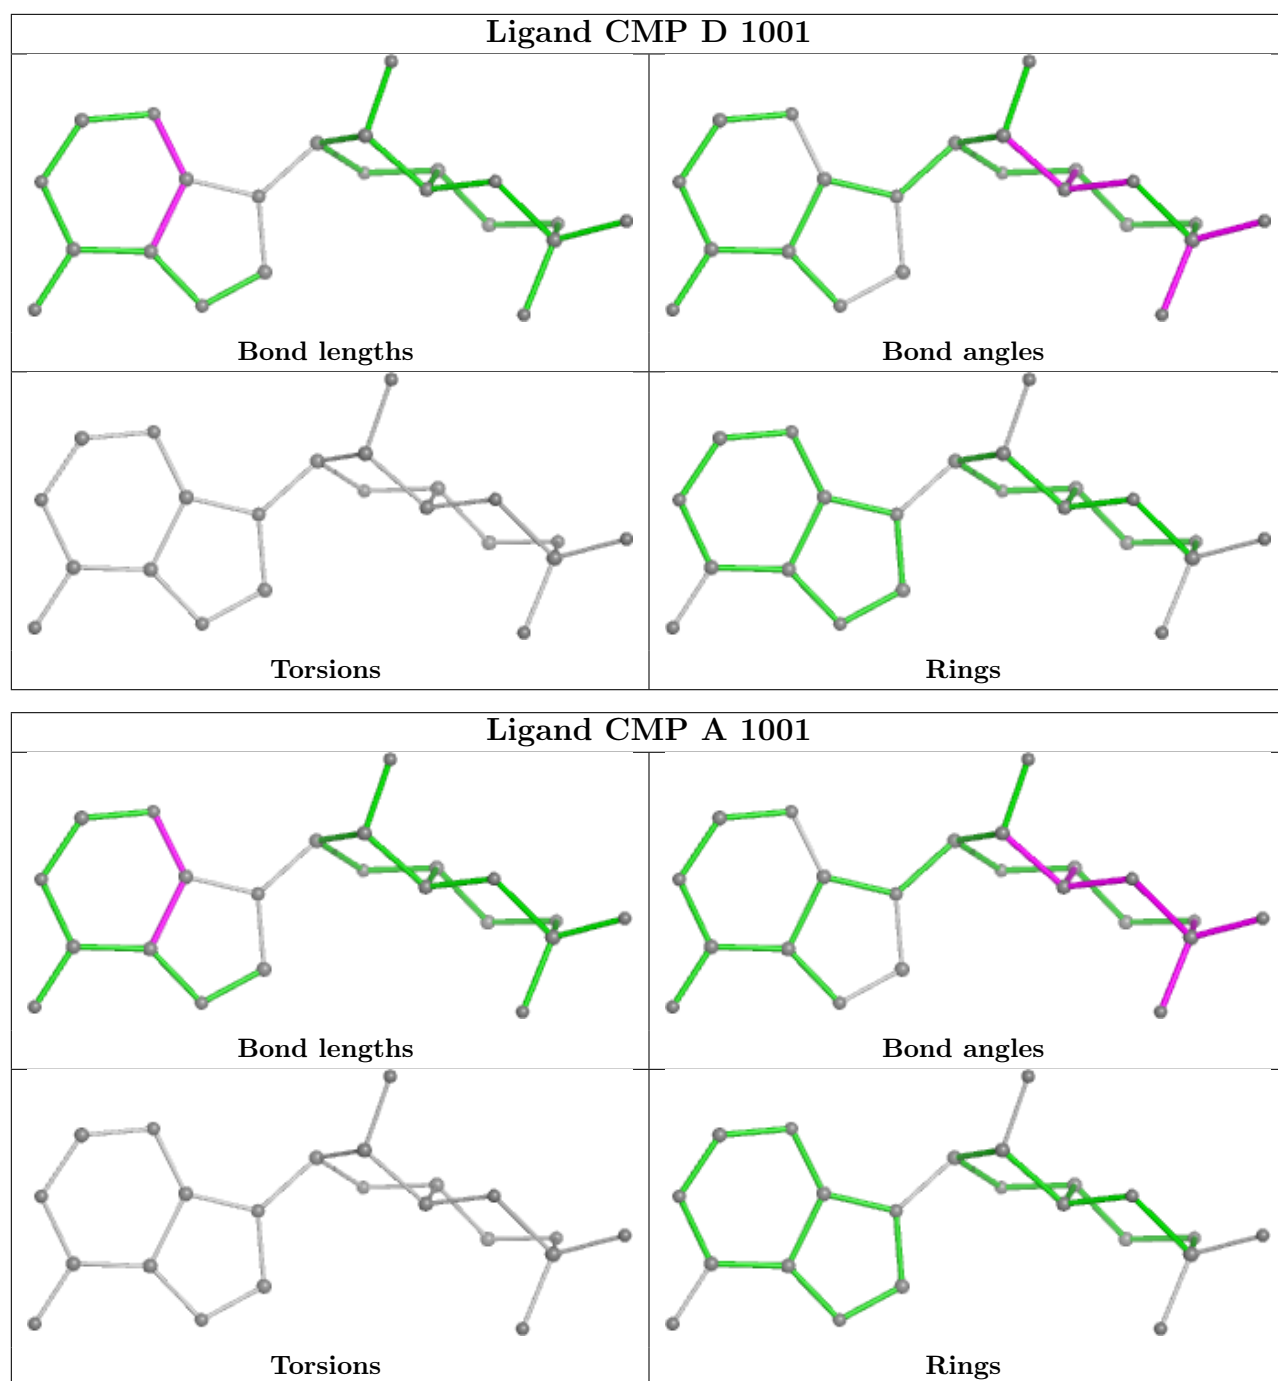 Ligand CMP D 1001
Bond lengths
Bond angles
Torsions
Rings
Ligand CMP A 1001
Bond lengths
Bond angles
Torsions
Rings